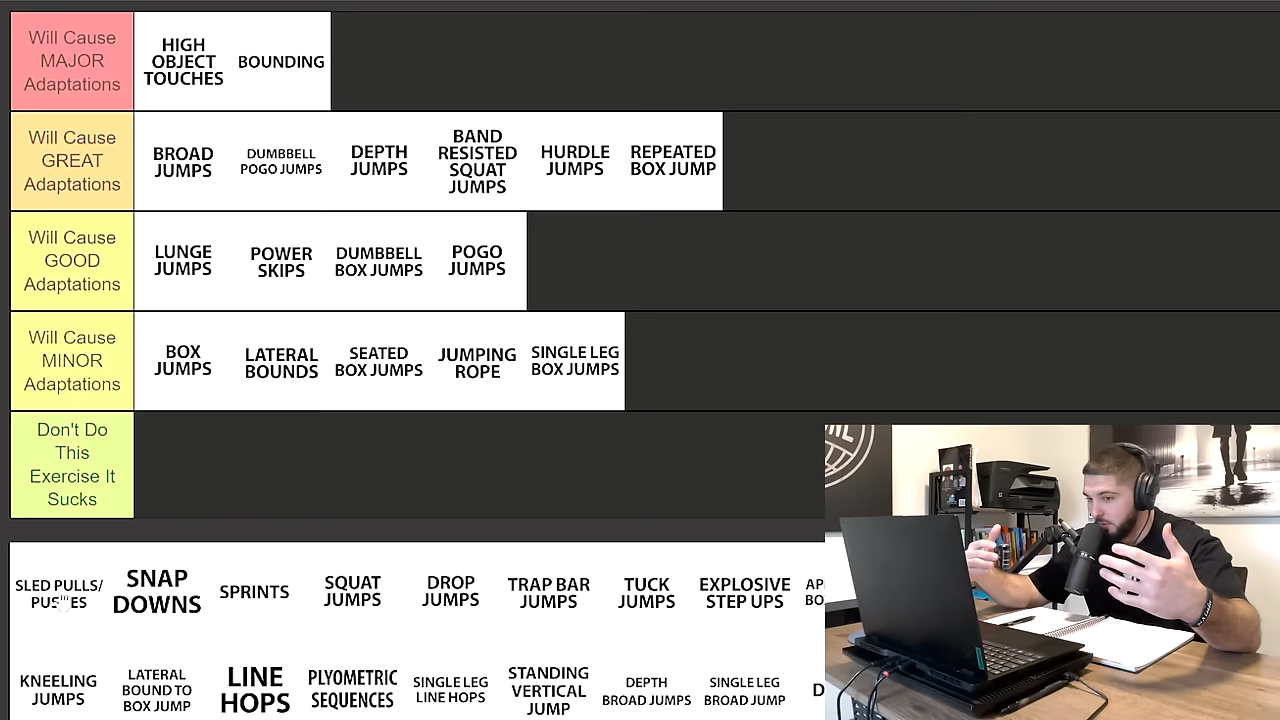 Will Cause
MAJOR
Adaptations
HIGH
OBJECT
TOUCHES
BOUNDING
Will Cause
GREAT
Adaptations
BROAD
JUMPS
DUMBBELL
POGO JUMPS
DEPTH
JUMPS
BAND
RESISTED
SQUAT
JUMPS
HURDLE
JUMPS
REPEATED
BOX JUMP
Will Cause
GOOD
Adaptations
LUNGE
JUMPS
POWER
SKIPS
DUMBBELL
BOX JUMPS
POGO
JUMPS
Will Cause
MINOR
Adaptations
BOX
JUMPS
LATERAL
BOUNDS
SEATED
BOX JUMPS
JUMPING
ROPE
SINGLE LEG
BOX JUMPS
Don't Do
This
Exercise It
Sucks
SLED PULLS/
PUSHES
SNAP
DOWNS
SPRINTS
SQUAT
JUMPS
DROP
JUMPS
TRAP BAR
JUMPS
TUCK
JUMPS
EXPLOSIVE
STEP UPS
KNEELING
JUMPS
LATERAL
BOUND TO
BOX JUMP
LINE
HOPS
PLYOMETRIC
SEQUENCES
SINGLE LEG
LINE HOPS
STANDING
VERTICAL
JUMP
DEPTH
BROAD JUMPS
SINGLE LEG
BROAD JUMP